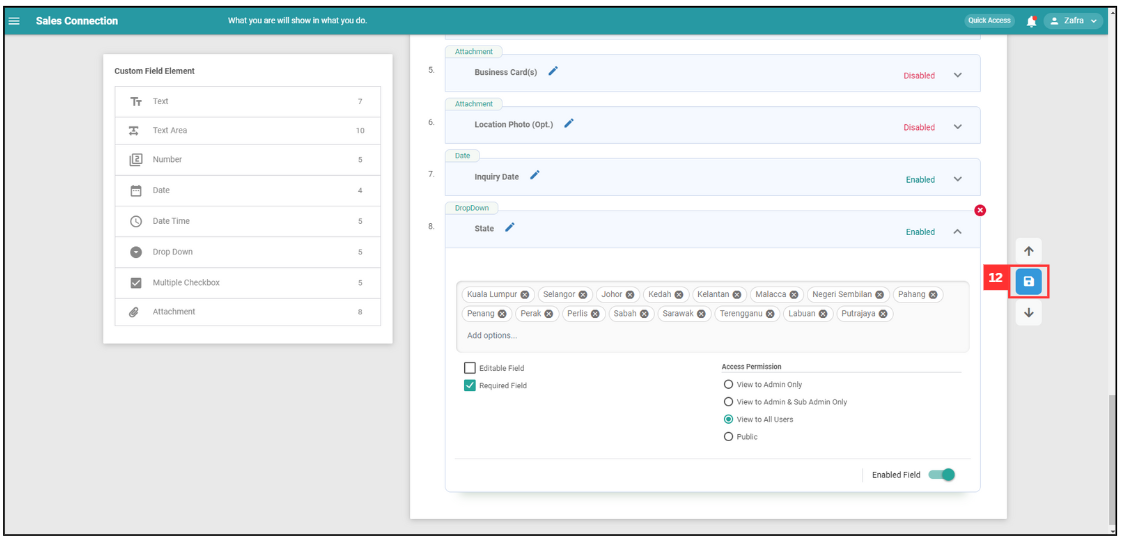 Sales Connection
What you are will show in what you do.
Quick Access
Zafra
Custom Field Element
Text 7
Text Area 10
Number 5
Date 4
Date Time 5
Drop Down 5
Multiple Checkbox 5
Attachment 8
Attachment
5. Business Card(s) Disabled
Attachment
6. Location Photo (Opt.) Disabled
Date
7. Inquiry Date Enabled
DropDown
8. State Enabled
12
Kuala Lumpur Selangor Johor Kedah Kelantan Malacca Negeri Sembilan Pahang
Penang Perak Perlis Sabah Sarawak Terengganu Labuan Putrajaya
Add options...
Editable Field
Required Field
Access Permission
View to Admin Only
View to Admin & Sub Admin Only
View to All Users
Public
Enabled Field